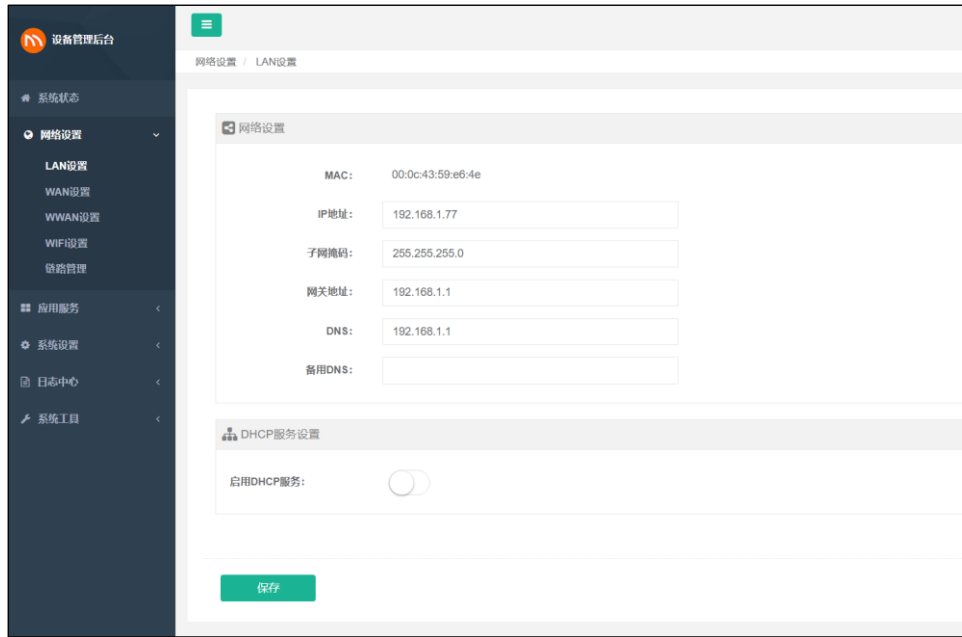 设备管理后台
网络设置 / LAN设置
系统状态
网络设置
LAN设置
WAN设置
WWAN设置
WIFI设置
链路管理
应用服务
系统设置
日志中心
系统工具
网络设置
MAC: 00:0c:43:59:e6:4e
IP地址: 192.168.1.77
子网掩码: 255.255.255.0
网关地址: 192.168.1.1
DNS: 192.168.1.1
备用DNS:
DHCP服务设置
启用DHCP服务:
保存